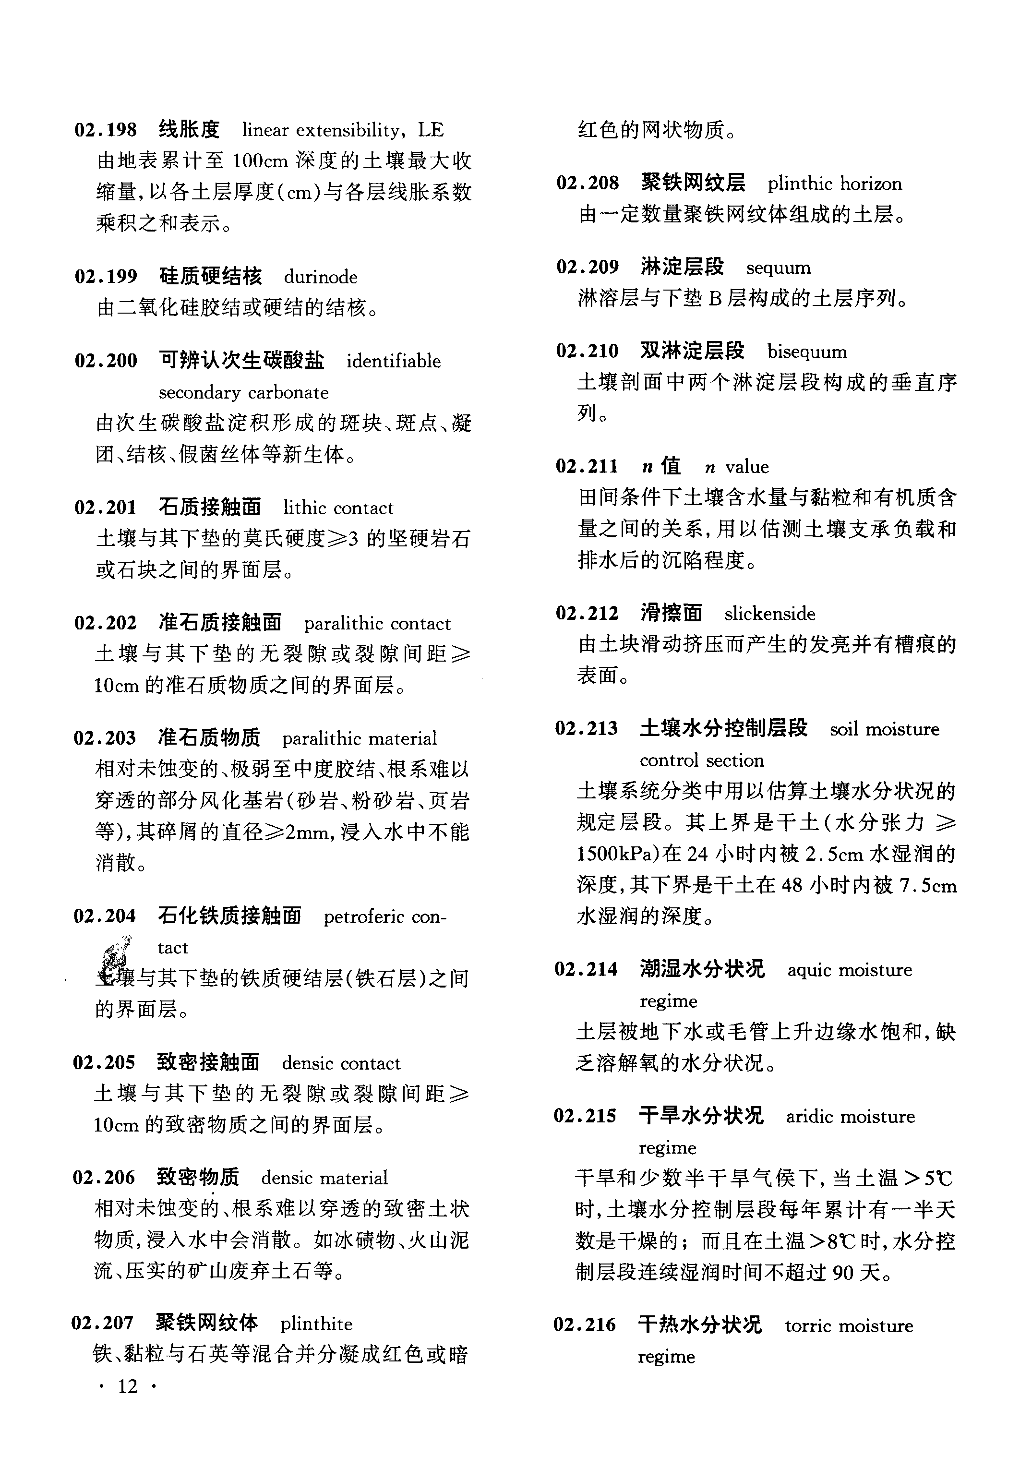 02.198 线胀度 linear extensibility, LE
由地表累计至 100cm 深度的土壤最大收
缩量,以各土层厚度(cm)与各层线胀系数
乘积之和表示。
02.199 硅质硬结核 durinode
由二氧化硅胶结或硬结的结核。
02.200 可辨认次生碳酸盐 identifiable
secondary carbonate
由次生碳酸盐淀积形成的斑块、斑点、凝
团、结核、假菌丝体等新生体。
02.201 石质接触面 lithic contact
土壤与其下垫的莫氏硬度≥3 的坚硬岩石
或石块之间的界面层。
02.202 准石质接触面 paralithic contact
土壤与其下垫的无裂隙或裂隙间距≥
10cm 的准石质物质之间的界面层。
02.203 准石质物质 paralithic material
相对未蚀变的、极弱至中度胶结、根系难以
穿透的部分风化基岩(砂岩、粉砂岩、页岩
等),其碎屑的直径≥2mm,浸入水中不能
消散。
02.204 石化铁质接触面 petroferic con-
tact
土壤与其下垫的铁质硬结层(铁石层)之间
的界面层。
02.205 致密接触面 densic contact
土壤与其下垫的无裂隙或裂隙间距≥
10cm 的致密物质之间的界面层。
02.206 致密物质 densic material
相对未蚀变的、根系难以穿透的致密土状
物质,浸入水中会消散。如冰碛物、火山泥
流、压实的矿山废弃土石等。
02.207 聚铁网纹体 plinthite
铁、黏粒与石英等混合并分凝成红色或暗
· 12 ·
红色的网状物质。
02.208 聚铁网纹层 plinthic horizon
由一定数量聚铁网纹体组成的土层。
02.209 淋淀层段 sequum
淋溶层与下垫 B 层构成的土层序列。
02.210 双淋淀层段 bisequum
土壤剖面中两个淋淀层段构成的垂直序
列。
02.211 n 值 n value
田间条件下土壤含水量与黏粒和有机质含
量之间的关系,用以估测土壤支承负载和
排水后的沉陷程度。
02.212 滑擦面 slickenside
由土块滑动挤压而产生的发亮并有槽痕的
表面。
02.213 土壤水分控制层段 soil moisture
control section
土壤系统分类中用以估算土壤水分状况的
规定层段。其上界是干土(水分张力≥
1500kPa)在 24 小时内被 2.5cm 水湿润的
深度,其下界是干土在 48 小时内被 7.5cm
水湿润的深度。
02.214 潮湿水分状况 aquic moisture
regime
土层被地下水或毛管上升边缘水饱和,缺
乏溶解氧的水分状况。
02.215 干旱水分状况 aridic moisture
regime
干旱和少数半干旱气候下,当土温>5℃
时,土壤水分控制层段每年累计有一半天
数是干燥的；而且在土温>8℃时,水分控
制层段连续湿润时间不超过 90 天。
02.216 干热水分状况 torric moisture
regime